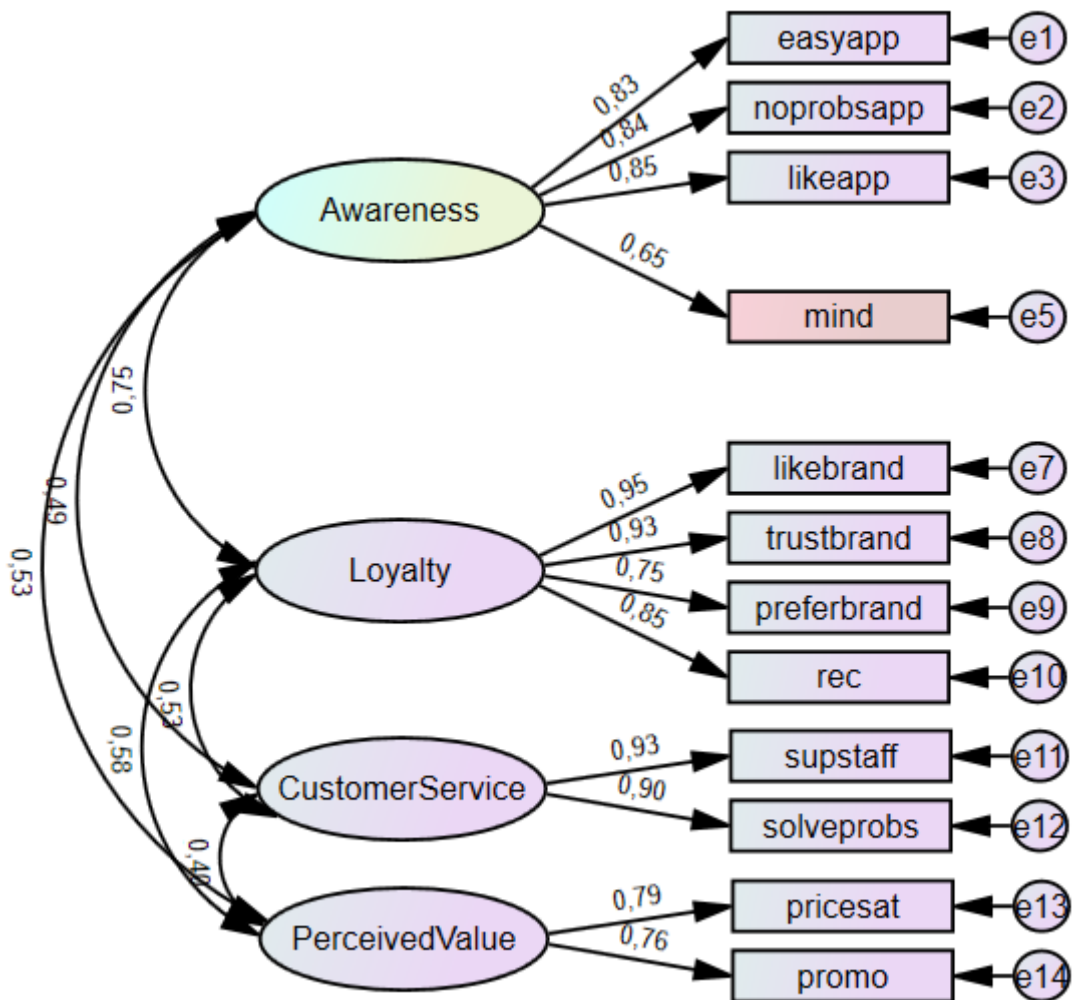 easyapp
e1
0,83
noprobsapp
e2
0,84
likeapp
e3
0,85
Awareness
0,65
mind
e5
0,75
likebrand
e7
0,95
trustbrand
e8
0,93
0,49
0,53
Loyalty
0,75
preferbrand
e9
0,85
rec
e10
0,53
0,58
0,93
supstaff
e11
CustomerService
0,90
solveprobs
e12
0,79
pricesat
e13
PerceivedValue
0,76
promo
e14